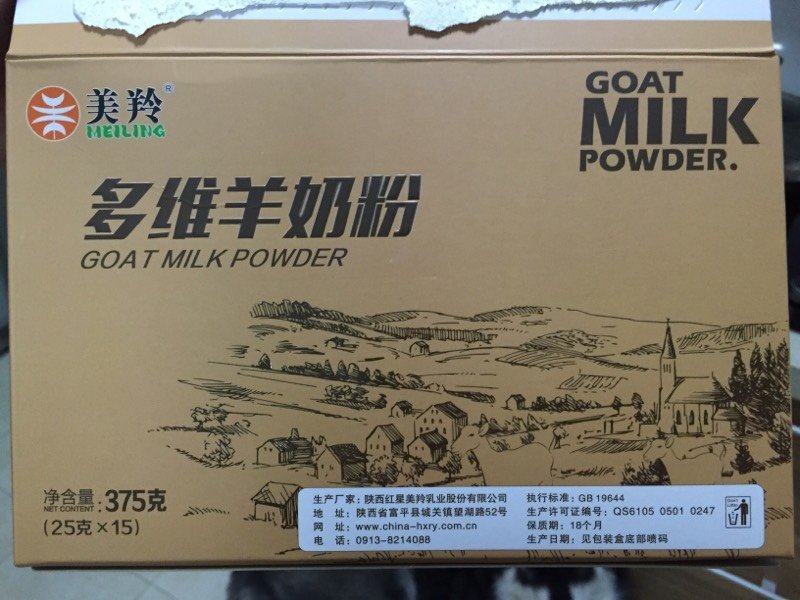 美羚®
MEILING
GOAT
MILK
POWDER.
多维羊奶粉
GOAT MILK POWDER
净含量: 375克
NET CONTENT:
(25克×15)
生产厂家: 陕西红星美羚乳业股份有限公司
地 址: 陕西省富平县城关镇望湖路52号
网 址: www.china-hxry.com.cn
电 话: 0913-8214088
执行标准: GB 19644
生产许可证编号: QS6105 0501 0247
保质期: 18个月
生产日期: 见包装盒底部喷码